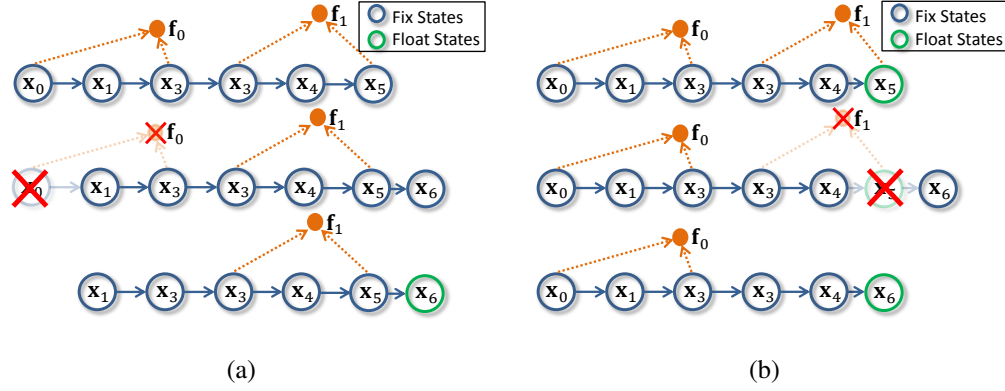 f₀ f₁ Fix States
Float States
x₀ x₁ x₃ x₃ x₄ x₅
f₀ f₁
x₀ x₁ x₃ x₃ x₄ x₅ x₆
f₁
x₁ x₃ x₃ x₄ x₅ x₆
(a)
f₀ f₁ Fix States
Float States
x₀ x₁ x₃ x₃ x₄ x₅
f₀ f₁
x₀ x₁ x₃ x₃ x₄ x₅ x₆
f₀
x₀ x₁ x₃ x₃ x₄ x₆
(b)